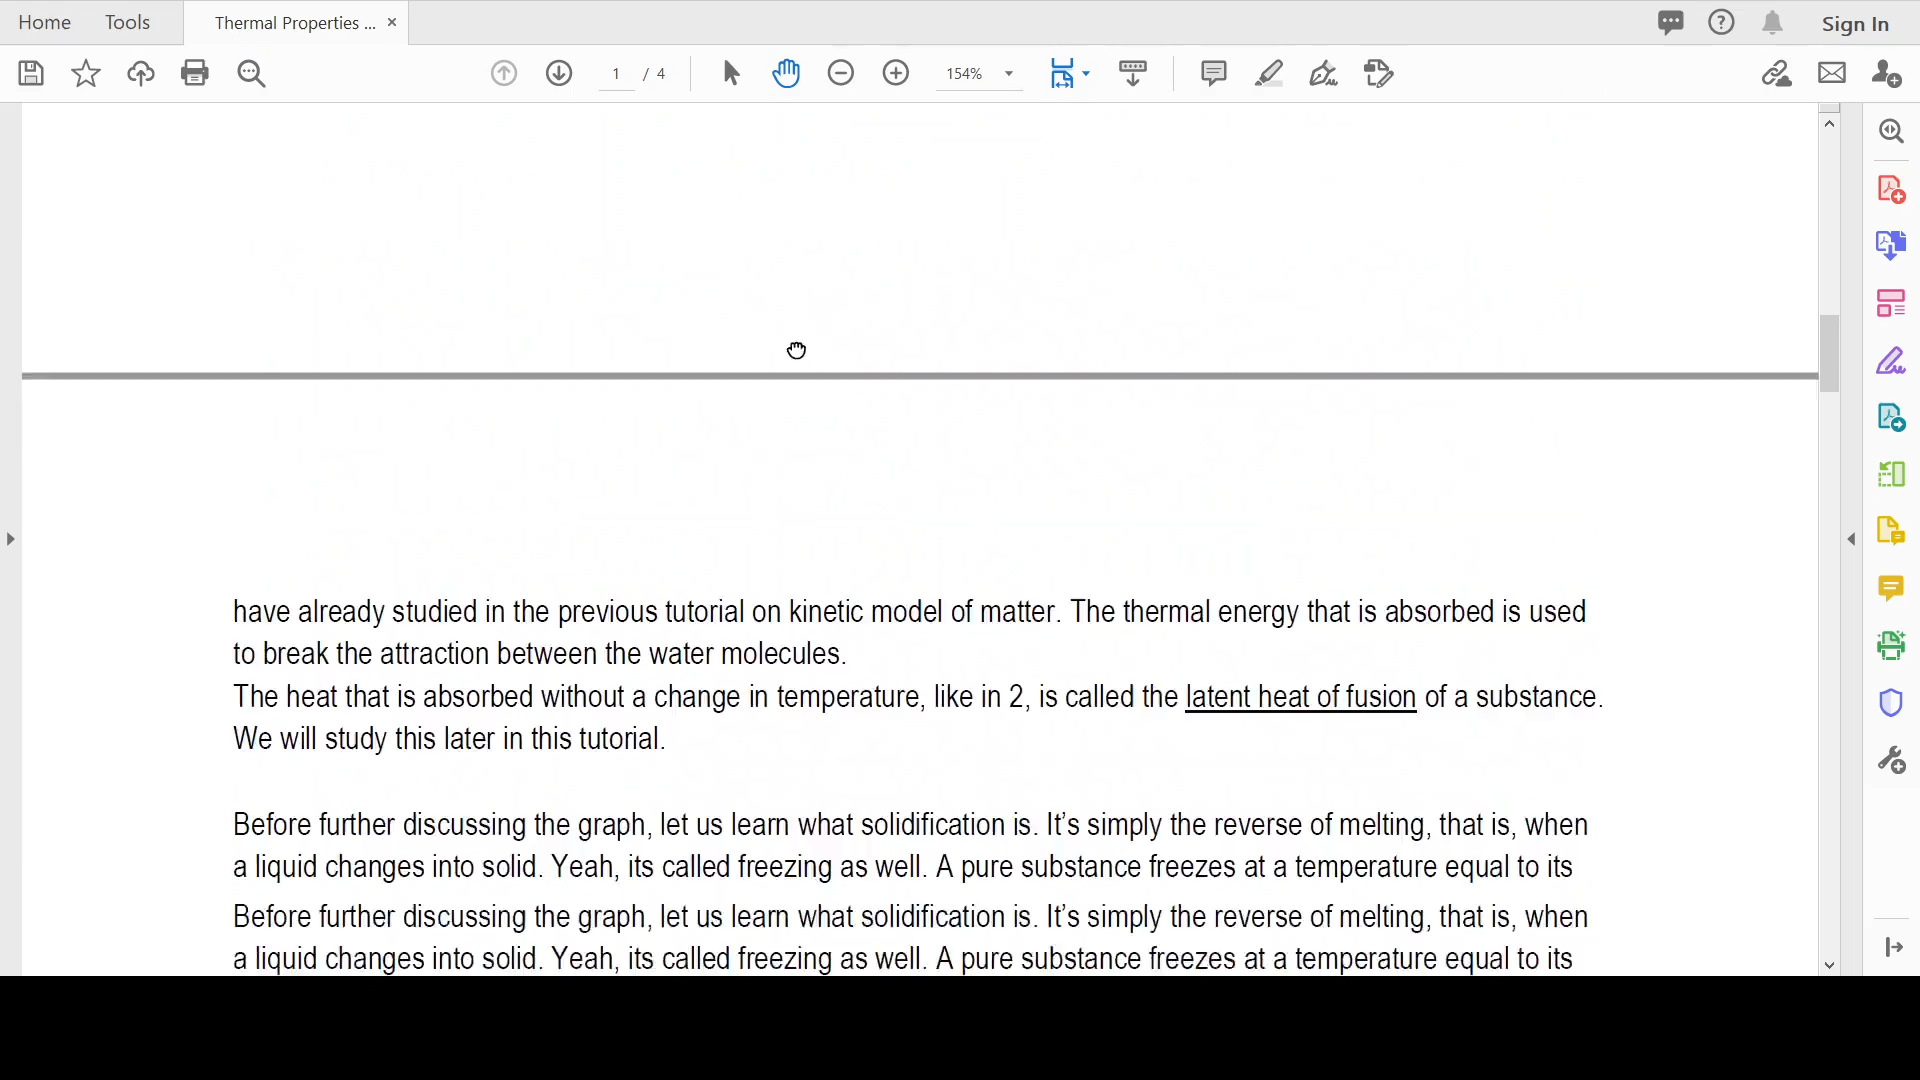 Home Tools Thermal Properties ... × Sign In
1 / 4 154%
have already studied in the previous tutorial on kinetic model of matter. The thermal energy that is absorbed is used
to break the attraction between the water molecules.
The heat that is absorbed without a change in temperature, like in 2, is called the latent heat of fusion of a substance.
We will study this later in this tutorial.
Before further discussing the graph, let us learn what solidification is. It’s simply the reverse of melting, that is, when
a liquid changes into solid. Yeah, its called freezing as well. A pure substance freezes at a temperature equal to its
Before further discussing the graph, let us learn what solidification is. It’s simply the reverse of melting, that is, when
a liquid changes into solid. Yeah, its called freezing as well. A pure substance freezes at a temperature equal to its